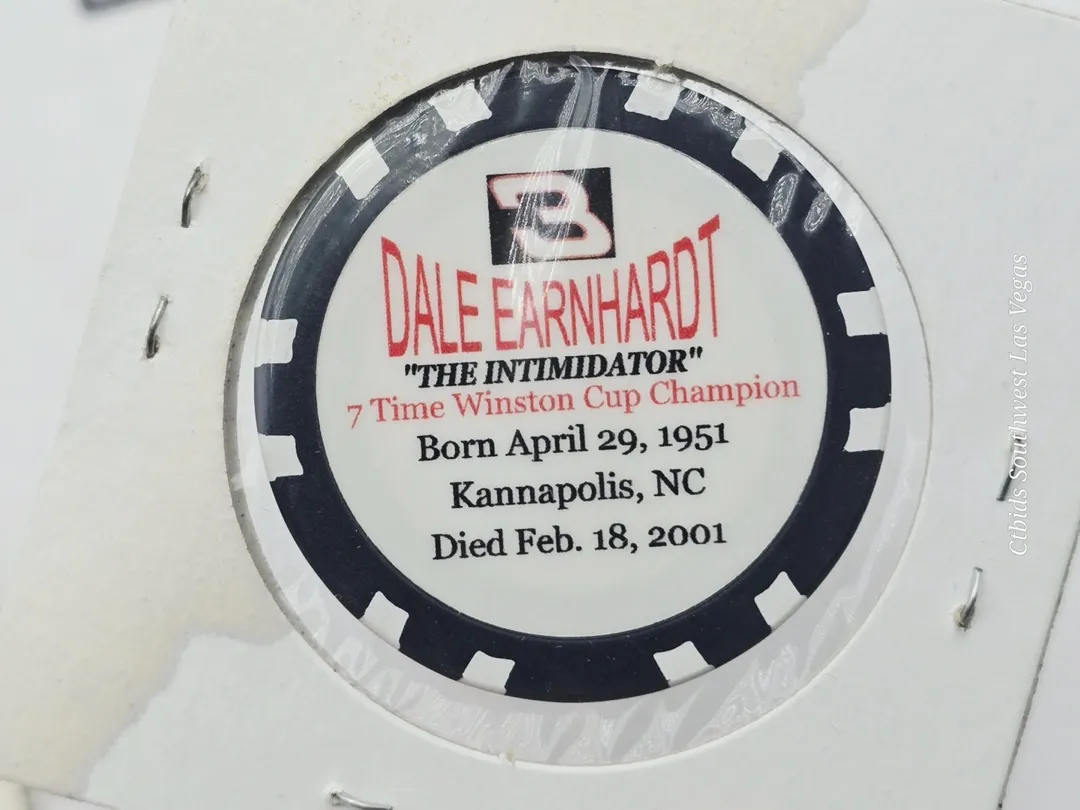 3
DALE EARNHARDT
"THE INTIMIDATOR"
7 Time Winston Cup Champion
Born April 29, 1951
Kannapolis, NC
Died Feb. 18, 2001
Ctbids Southwest Las Vegas